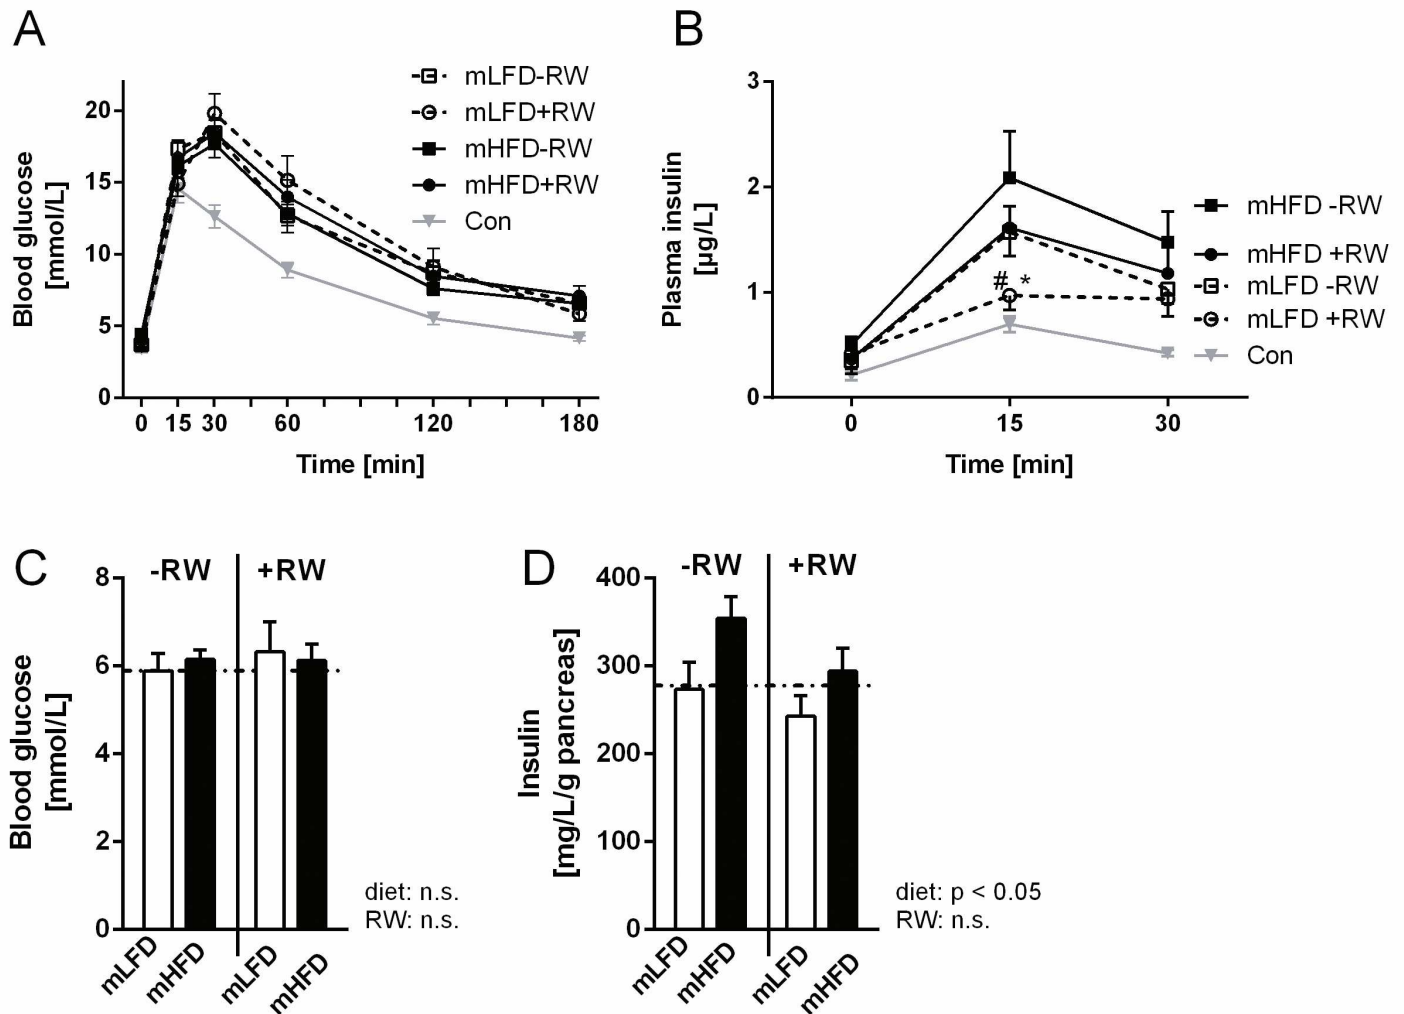 A
mLFD-RW
mLFD+RW
mHFD-RW
mHFD+RW
Con
Blood glucose
[mmol/L]
20
15
10
5
0
0 15 30 60 120 180
Time [min]
B
Plasma insulin
[µg/L]
3
2
1
0
# *
mHFD -RW
mHFD +RW
mLFD -RW
mLFD +RW
Con
0 15 30
Time [min]
C
-RW +RW
Blood glucose
[mmol/L]
8
6
4
2
0
mLFD mHFD mLFD mHFD
diet: n.s.
RW: n.s.
D
-RW +RW
Insulin
[mg/L/g pancreas]
400
300
200
100
0
mLFD mHFD mLFD mHFD
diet: p < 0.05
RW: n.s.